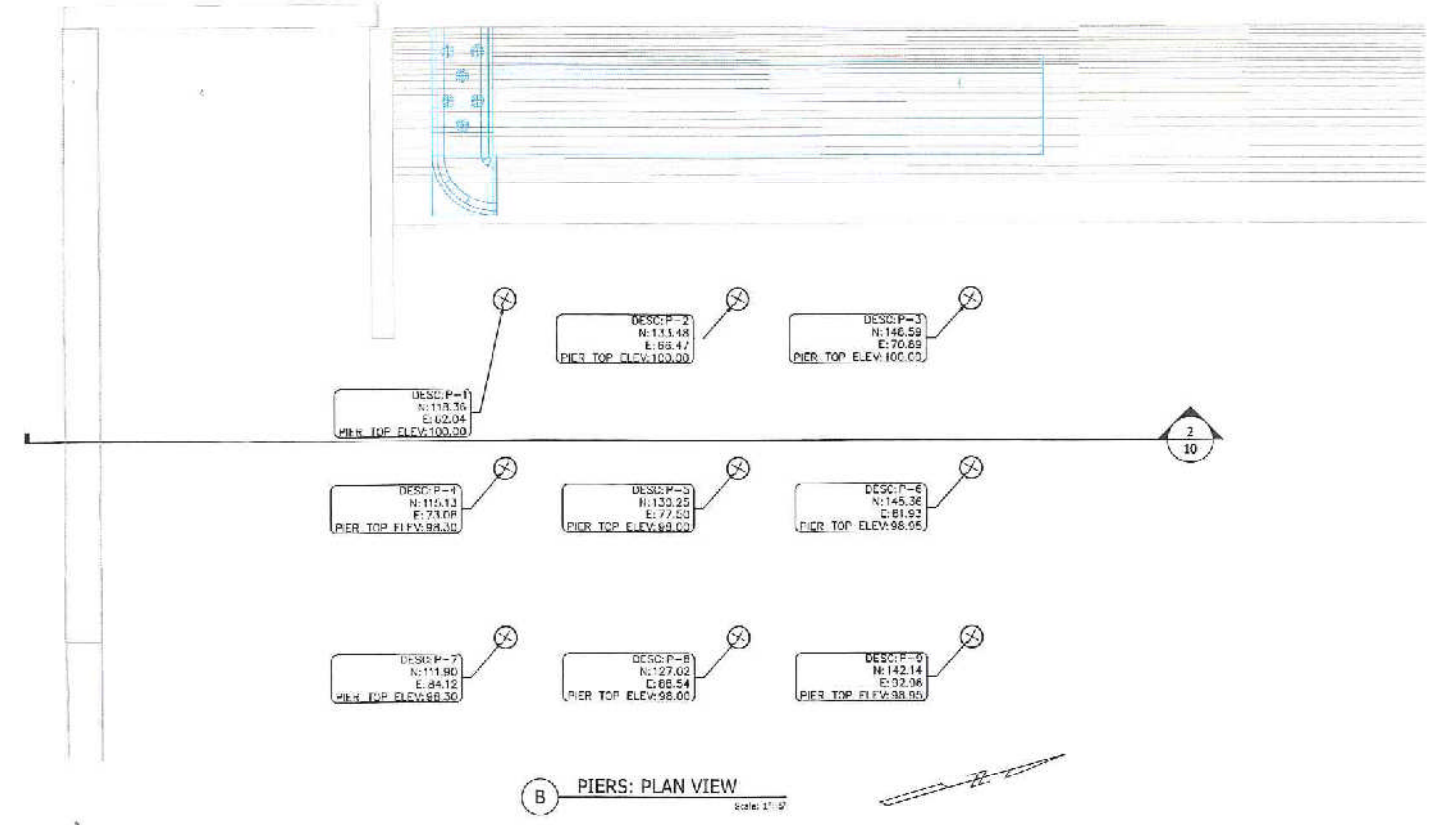 DESC:P-2
N:133.48
E:66.47
PIER TOP ELEV:100.00
DESC:P-3
N:148.59
E:70.89
PIER TOP ELEV:100.00
DESC:P-1
N:118.36
E:62.04
PIER TOP ELEV:100.00
2
10
DESC:P-4
N:115.13
E:73.08
PIER TOP ELEV:98.30
DESC:P-5
N:130.25
E:77.50
PIER TOP ELEV:
DESC:P-6
N:145.36
E:81.93
PIER TOP ELEV:98.95
DESC:P-7
N:111.90
E:84.12
PIER TOP ELEV:98.30
DESC:P-8
N:127.02
E:88.54
PIER TOP ELEV:98.00
DESC:P-9
N:142.14
E:92.96
PIER TOP ELEV:98.95
B
PIERS: PLAN VIEW
Scale:
N